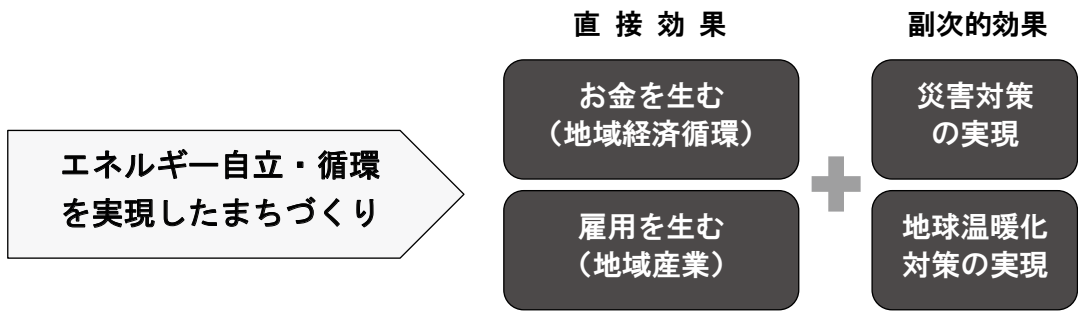 直接効果
副次的効果
エネルギー自立・循環
を実現したまちづくり
お金を生む
（地域経済循環）
災害対策
の実現
雇用を生む
（地域産業）
地球温暖化
対策の実現